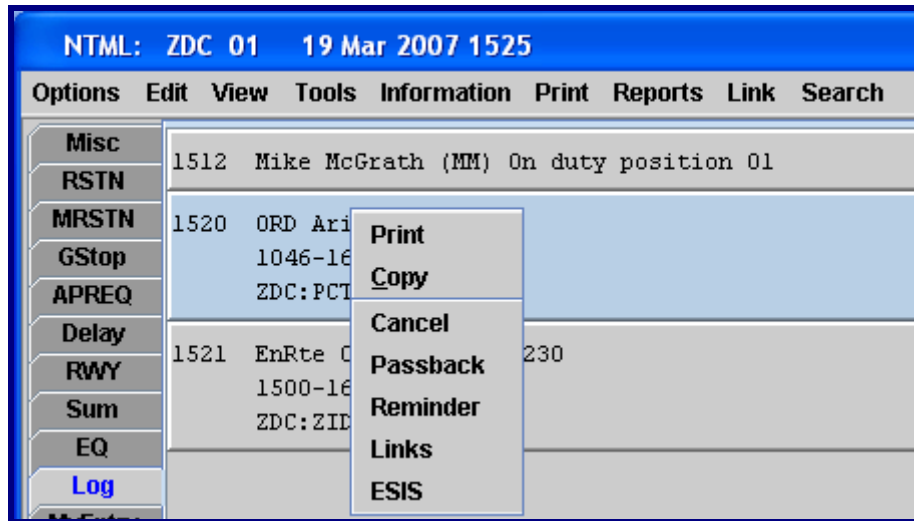 NTML: ZDC 01 19 Mar 2007 1525
Options Edit View Tools Information Print Reports Link Search
Misc
RSTN
MRSTN
GStop
APREQ
Delay
RWY
Sum
EQ
Log
1512 Mike McGrath (MM) On duty position 01
1520 ORD Ari
1046-16
ZDC:PCT
1521 EnRte 230
1500-16
ZDC:ZID
Print
Copy
Cancel
Passback
Reminder
Links
ESIS